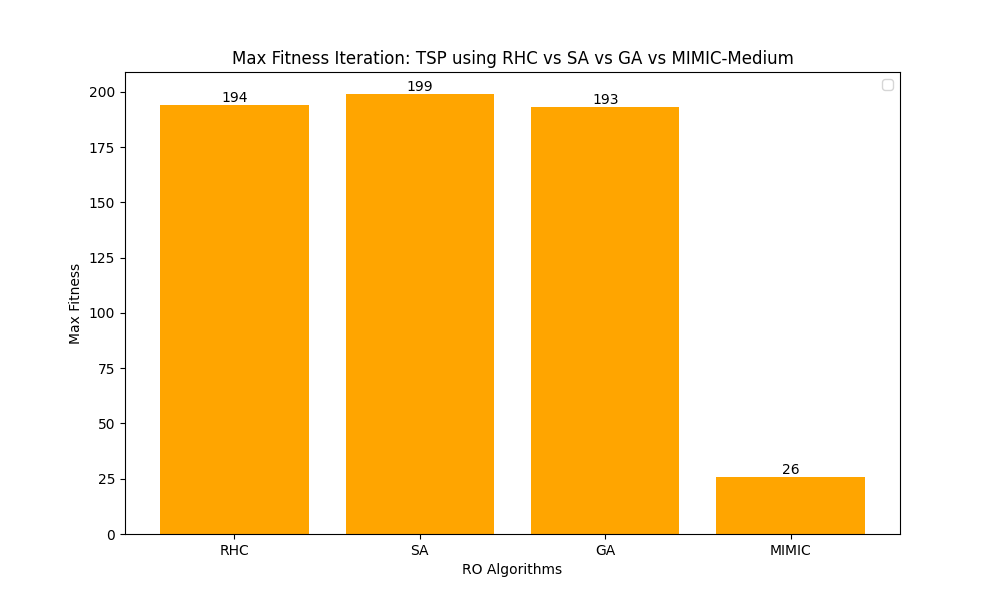 Max Fitness Iteration: TSP using RHC vs SA vs GA vs MIMIC-Medium
200
175
150
125
100
75
50
25
0
Max Fitness
194
199
193
26
RHC
SA
GA
MIMIC
RO Algorithms